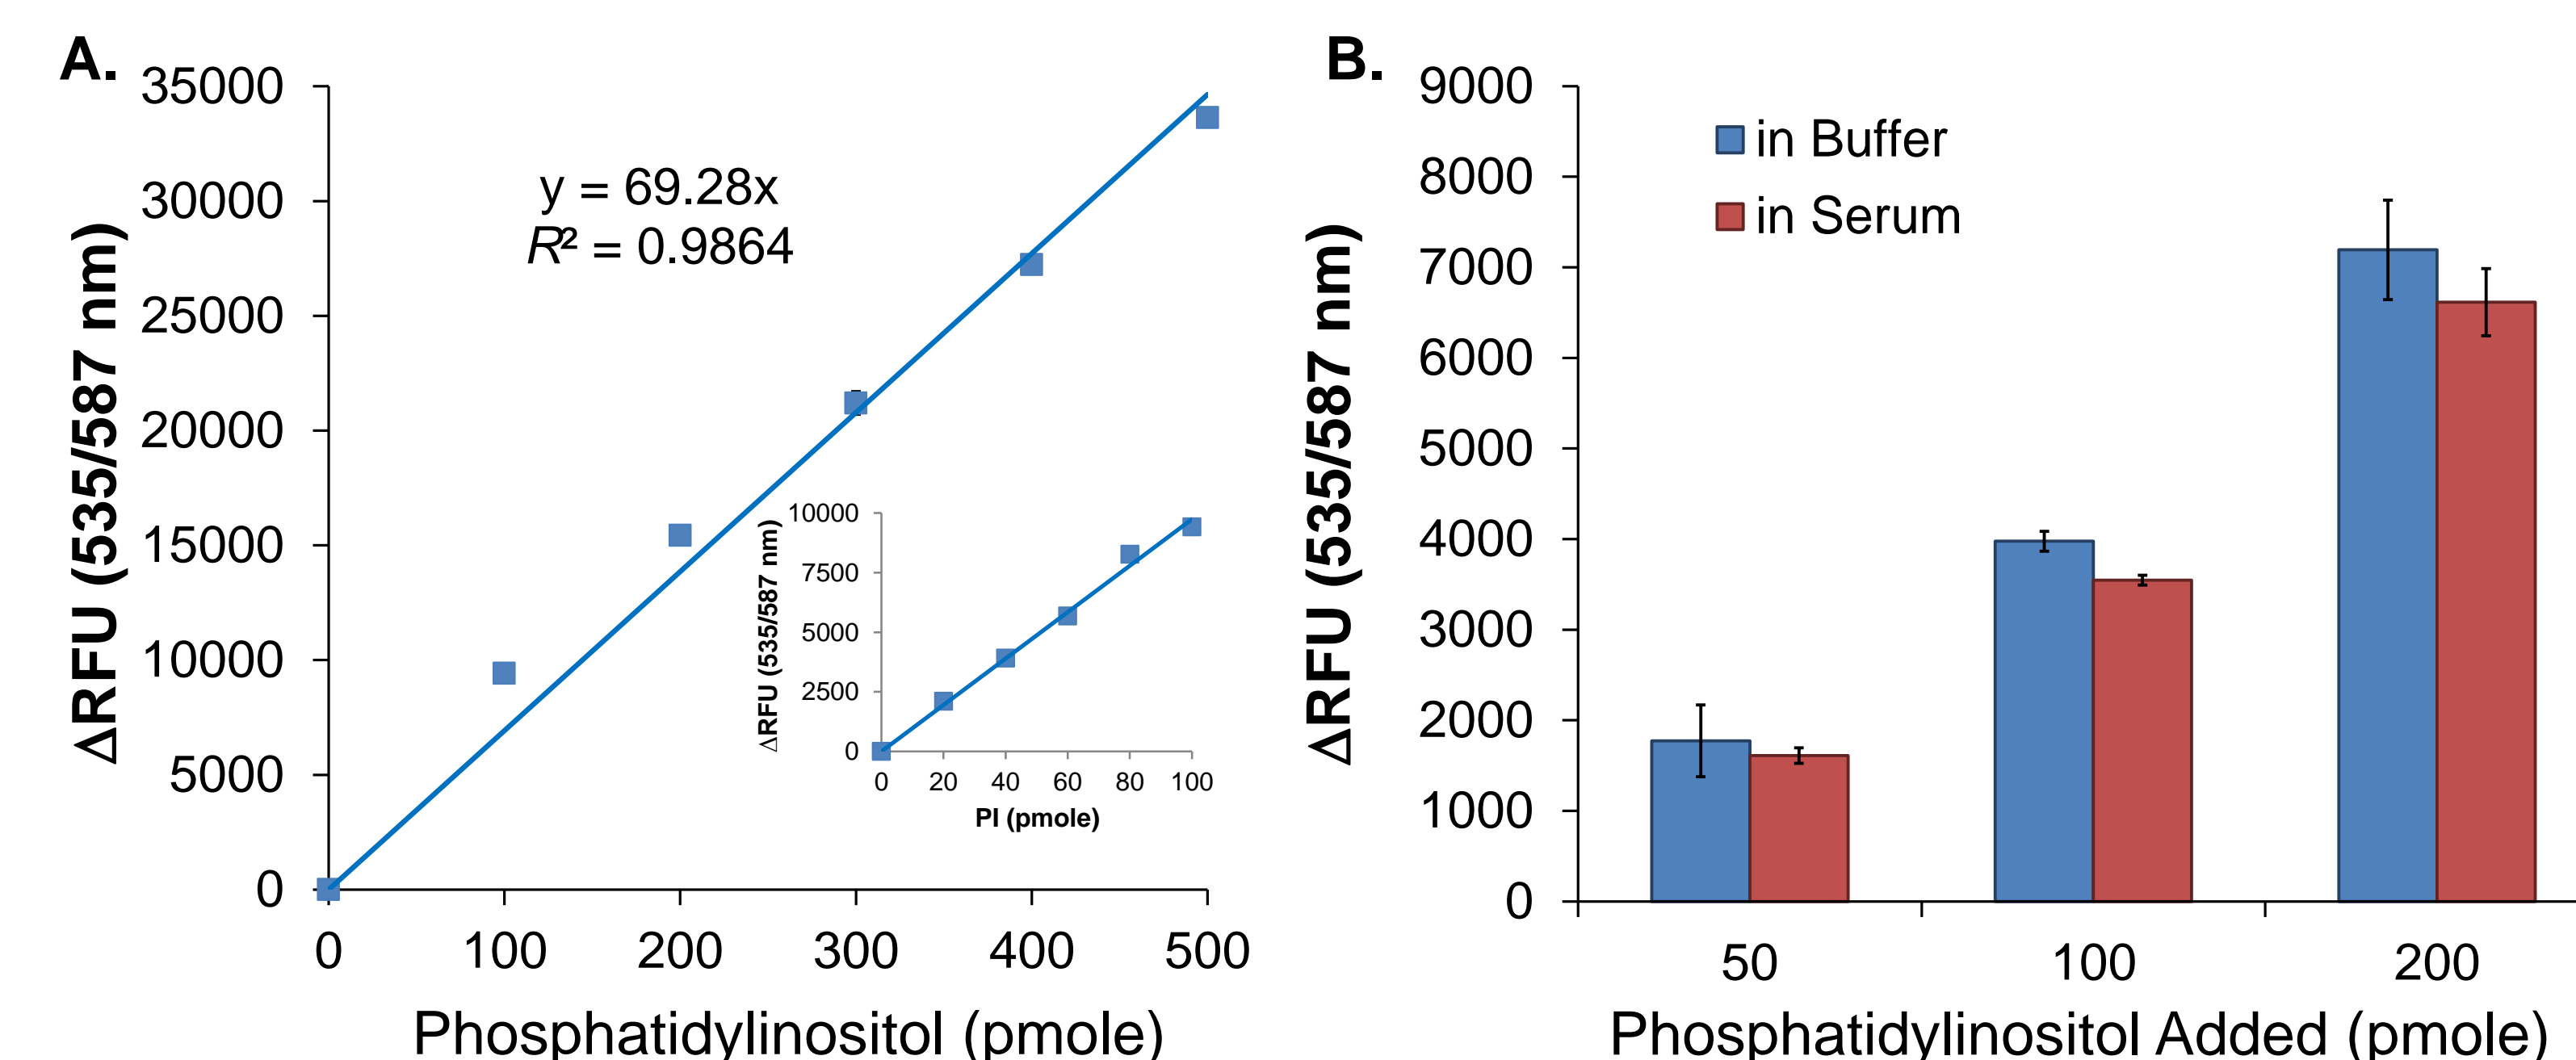 A.
ΔRFU (535/587 nm)
35000
30000
25000
20000
15000
10000
5000
0
y = 69.28x
R² = 0.9864
0 100 200 300 400 500
Phosphatidylinositol (pmole)
ΔRFU (535/587 nm)
10000
7500
5000
2500
0
0 20 40 60 80 100
PI (pmole)
B.
ΔRFU (535/587 nm)
9000
8000
7000
6000
5000
4000
3000
2000
1000
0
in Buffer
in Serum
50 100 200
Phosphatidylinositol Added (pmole)